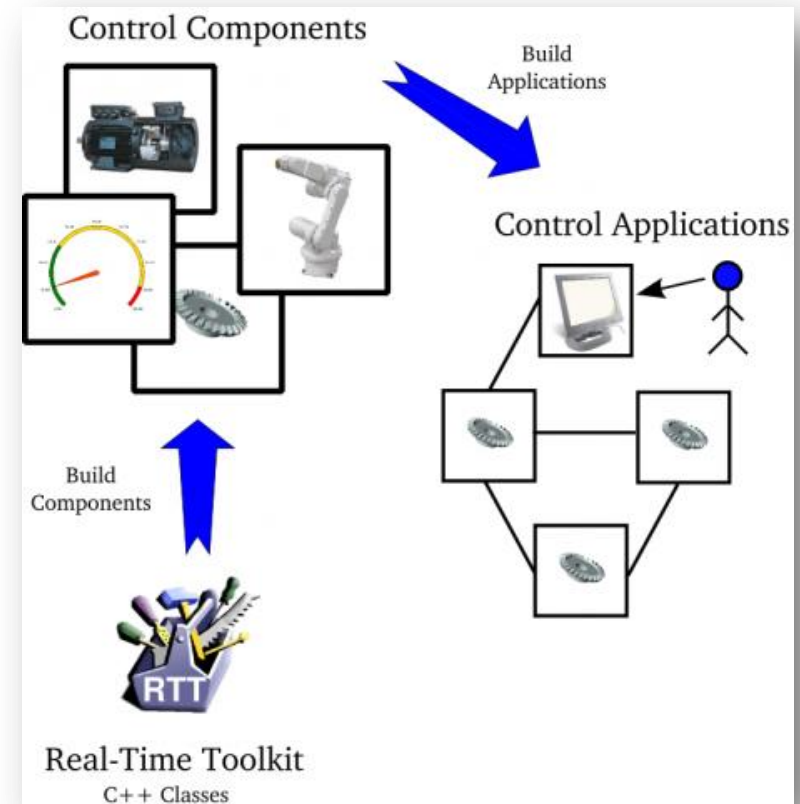 Control Components
Build
Applications
Control Applications
Build
Components
RTT
Real-Time Toolkit
C++ Classes